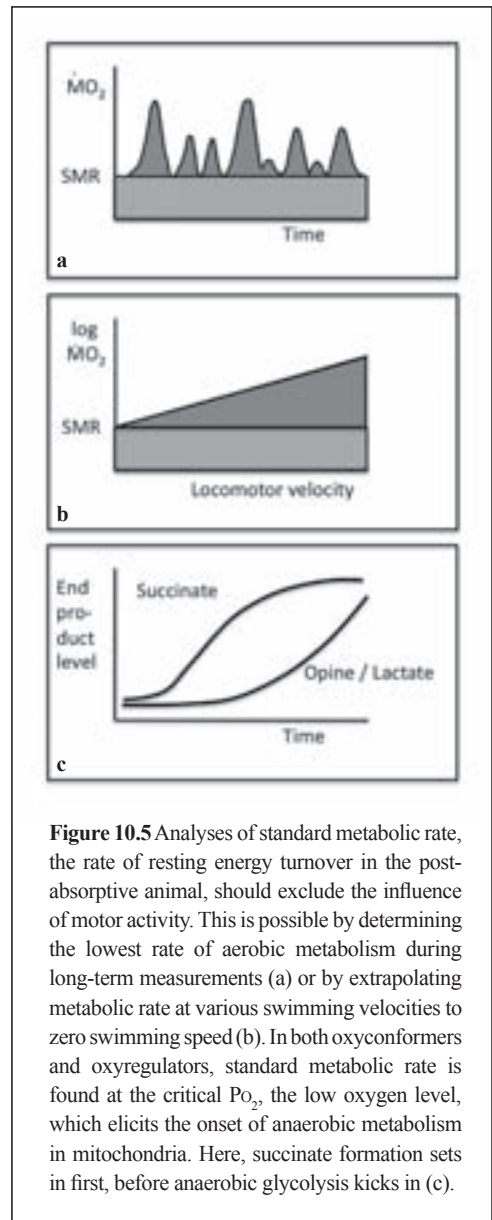 ṀO₂
SMR
Time
a
log
ṀO₂
SMR
Locomotor velocity
b
End
pro-
duct
level
Succinate
Opine / Lactate
Time
c
Figure 10.5 Analyses of standard metabolic rate,
the rate of resting energy turnover in the post-
absorptive animal, should exclude the influence
of motor activity. This is possible by determining
the lowest rate of aerobic metabolism during
long-term measurements (a) or by extrapolating
metabolic rate at various swimming velocities to
zero swimming speed (b). In both oxyconformers
and oxyregulators, standard metabolic rate is
found at the critical Po₂, the low oxygen level,
which elicits the onset of anaerobic metabolism
in mitochondria. Here, succinate formation sets
in first, before anaerobic glycolysis kicks in (c).